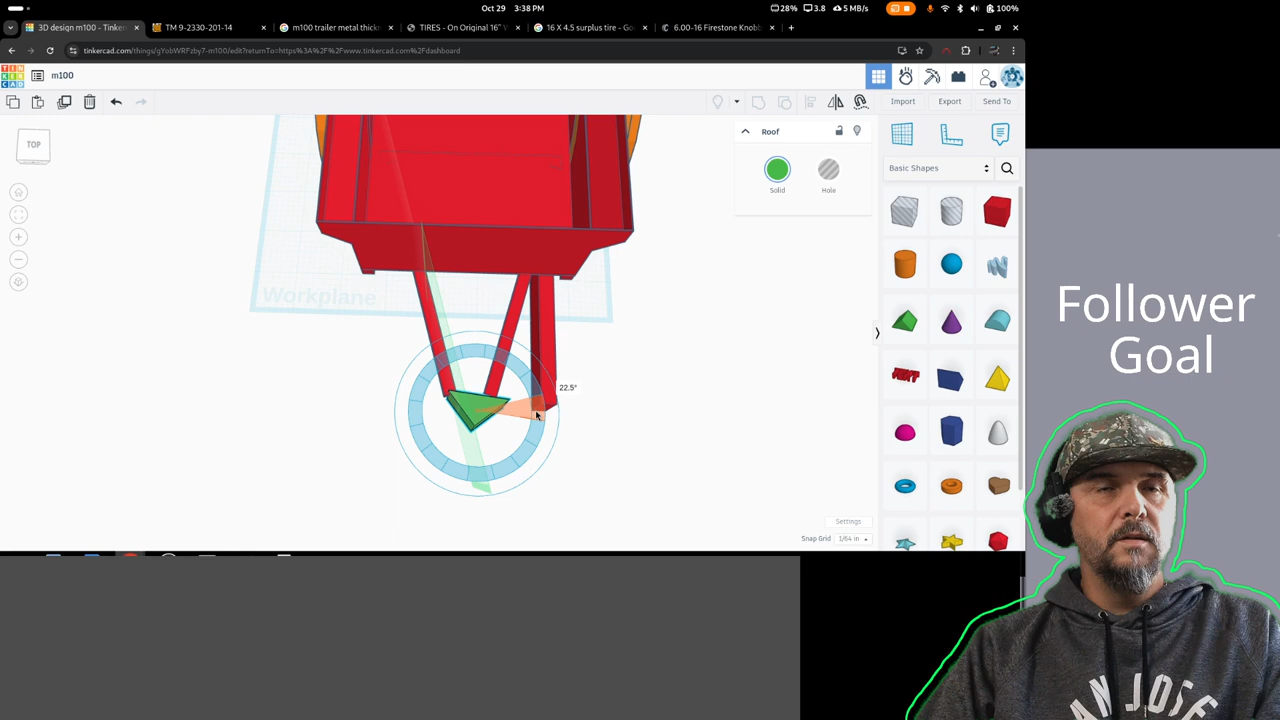 Oct 29 3:38 PM
28% 3.8 5 MB/s 100%
3D design m100 - Tinker
TM 9-2330-201-14
m100 trailer metal thick
TIRES - On Original 16" V
16 X 4.5 surplus tire - Go
6.00-16 Firestone Knobb
tinkercad.com/things/gYobWRFzby7-m100/edit?returnTo=https%3A%2F%2Fwww.tinkercad.com%2Fdashboard
TIN
KER
CAD
m100
Import
Export
Send To
TOP
Roof
Solid
Hole
Basic Shapes
Workplane
22.5°
Settings
Snap Grid 1/64 in
Follower
Goal
AN JOSE